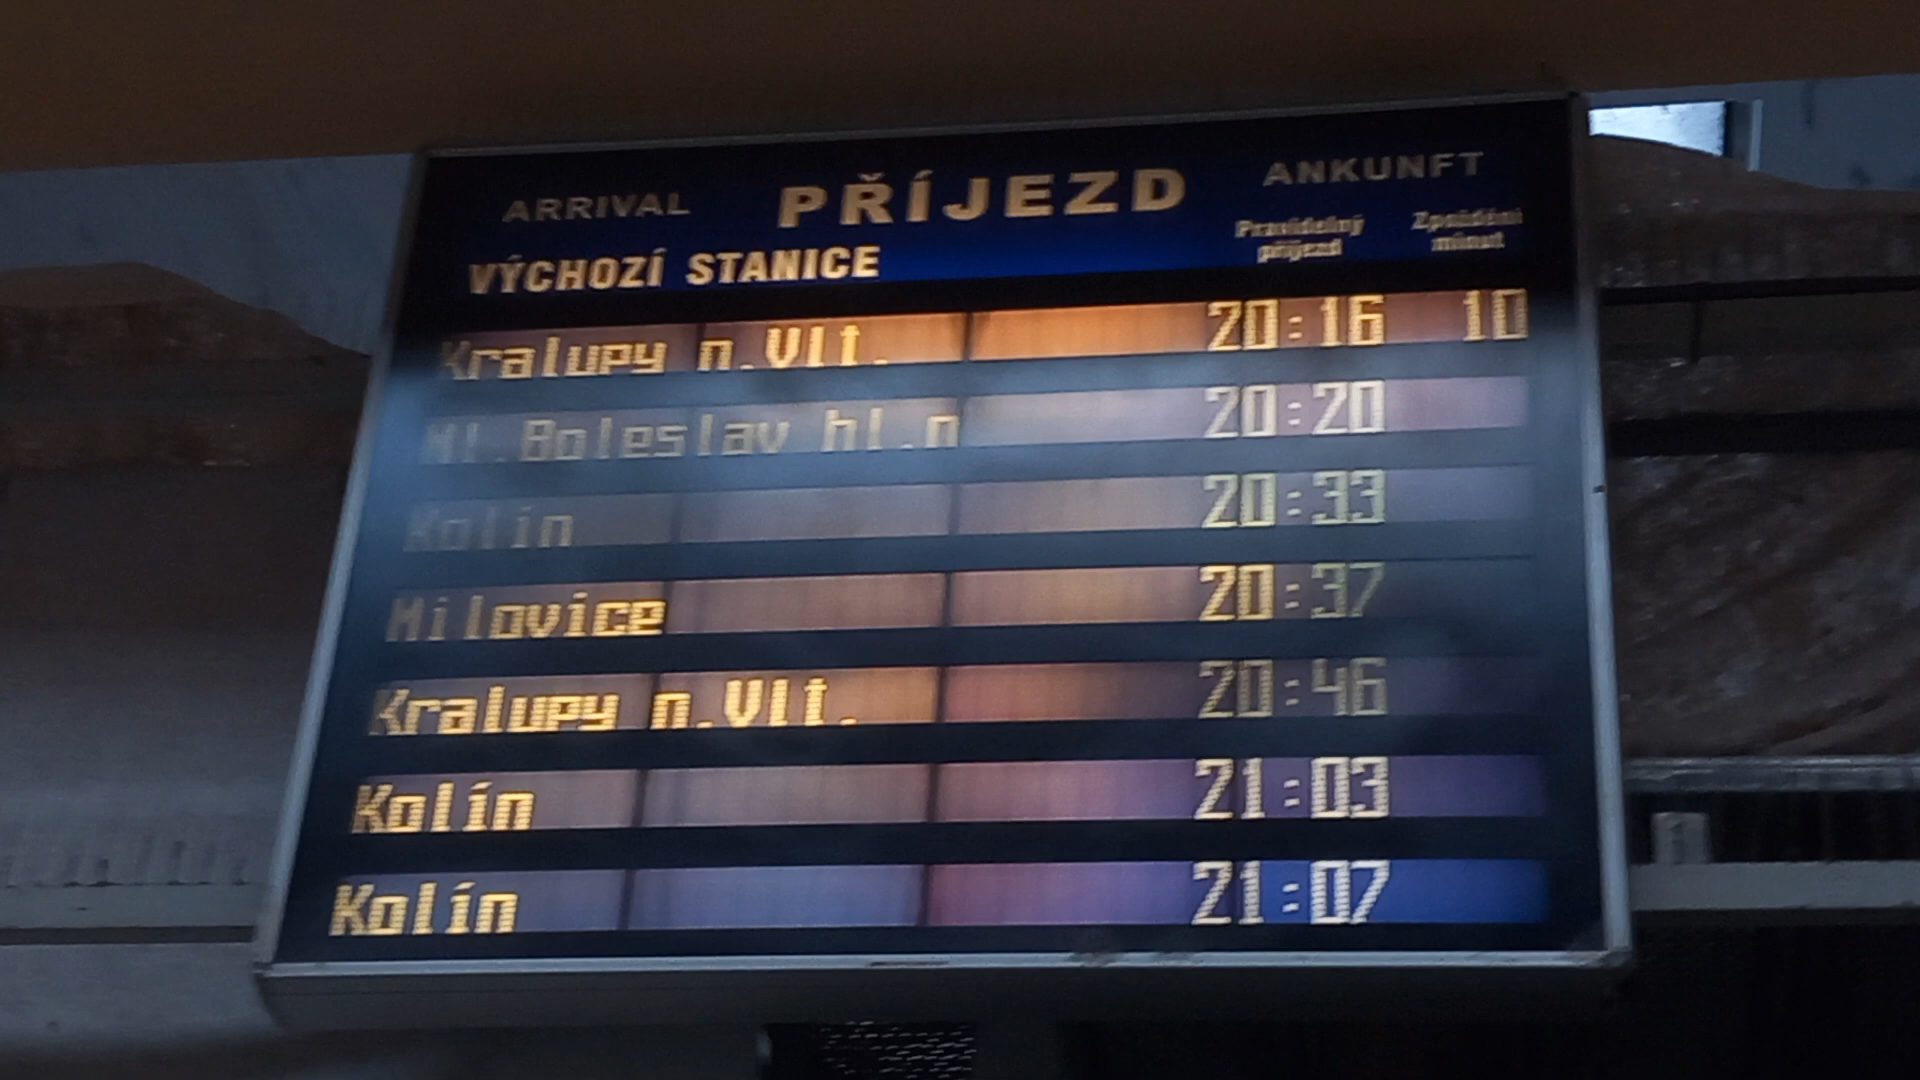 ARRIVAL PŘÍJEZD ANKUNFT
VÝCHOZÍ STANICE Pravidelný příjezd Zpoždění minut
Kralupy n.Vlt. 20:16 10
Ml.Boleslav hl.n 20:20
Kolín 20:33
Milovice 20:37
Kralupy n.Vlt. 20:46
Kolín 21:03
Kolín 21:07